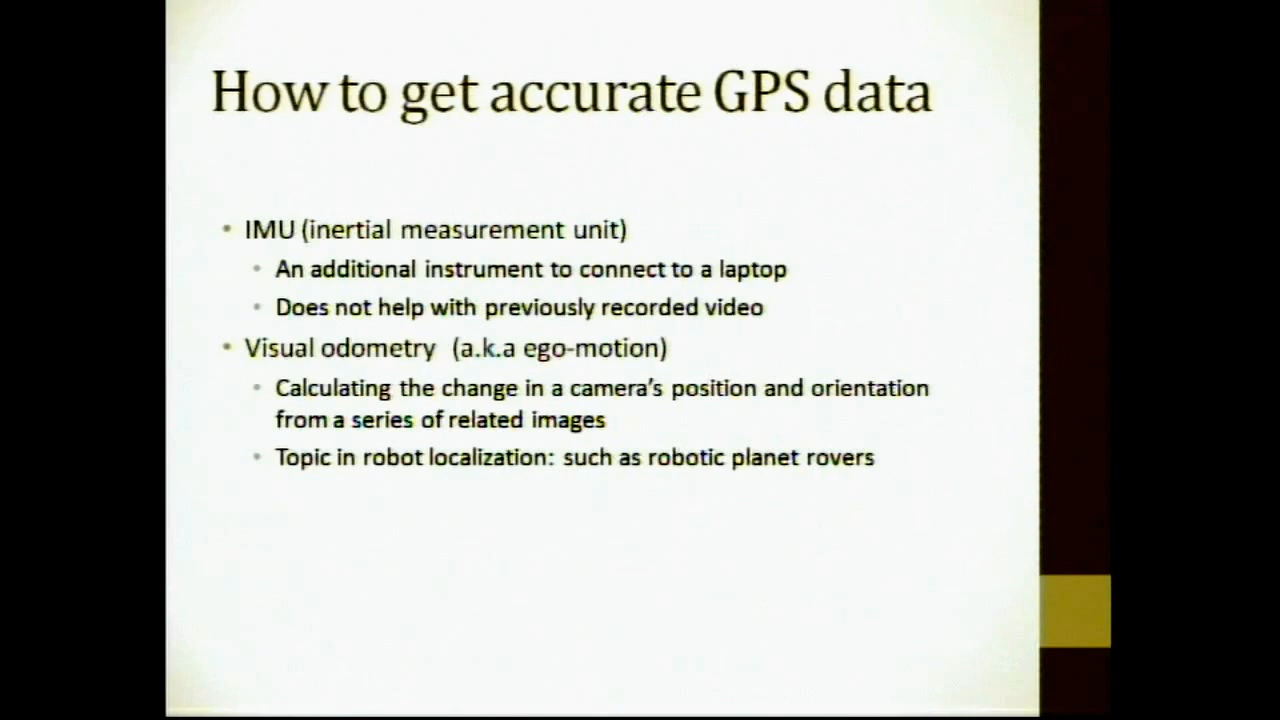 How to get accurate GPS data
• IMU (inertial measurement unit)
• An additional instrument to connect to a laptop
• Does not help with previously recorded video
• Visual odometry (a.k.a ego-motion)
• Calculating the change in a camera's position and orientation
from a series of related images
• Topic in robot localization: such as robotic planet rovers